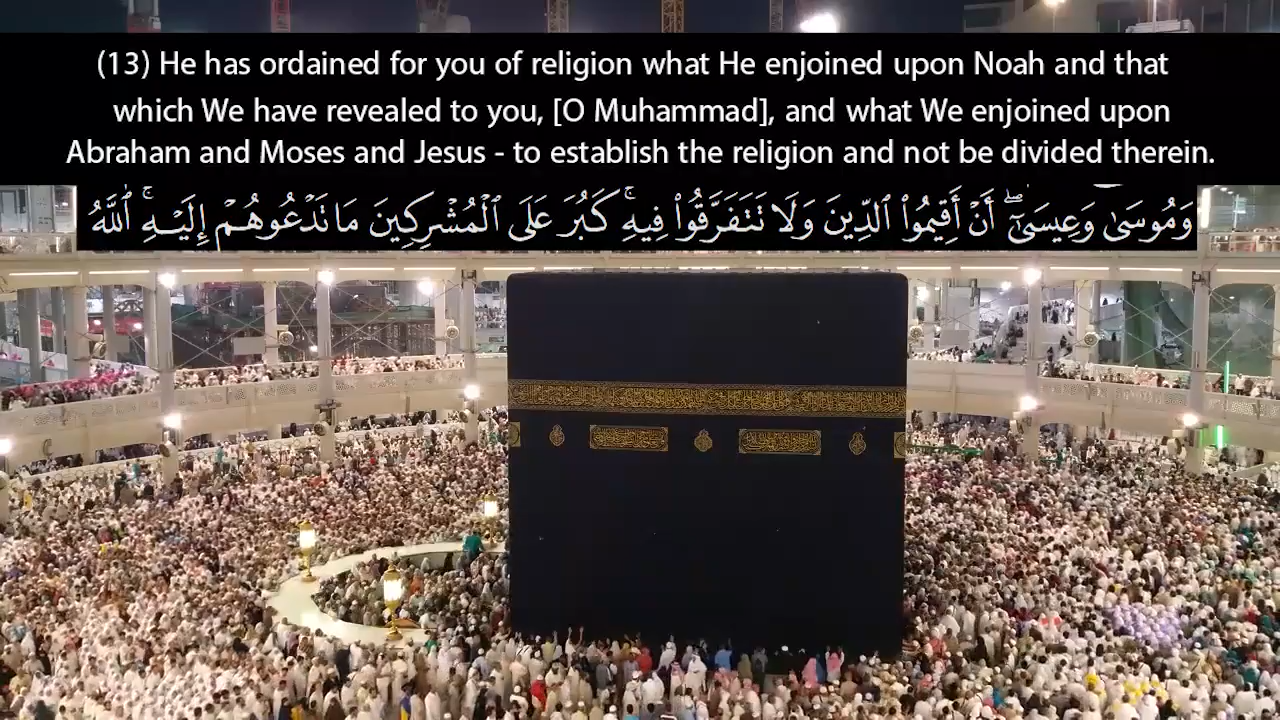 (13) He has ordained for you of religion what He enjoined upon Noah and that
which We have revealed to you, [O Muhammad], and what We enjoined upon
Abraham and Moses and Jesus - to establish the religion and not be divided therein.
وَمُوسَىٰ وَعِيسَىٰٓ ۖ أَنْ أَقِيمُوا۟ ٱلدِّينَ وَلَا تَتَفَرَّقُوا۟ فِيهِ ۚ كَبُرَ عَلَى ٱلْمُشْرِكِينَ مَا تَدْعُوهُمْ إِلَيْهِ ۚ ٱللَّهُ